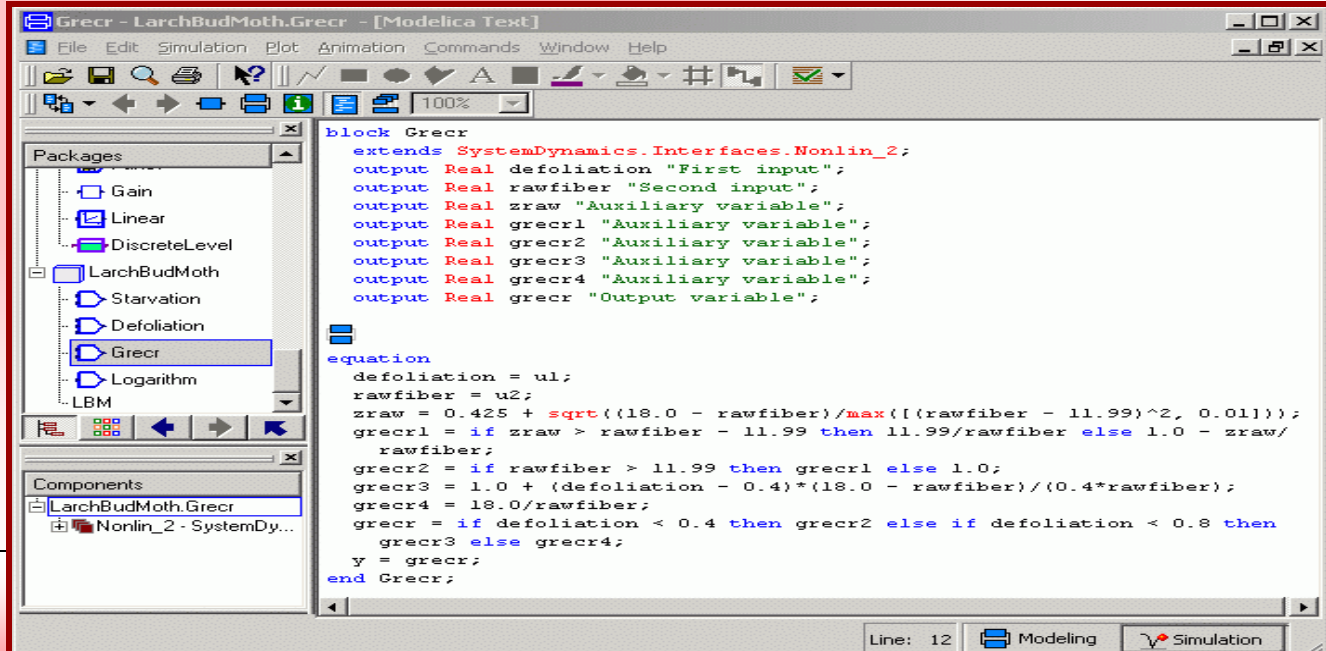 Grecr - LarchBudMoth.Grecr - [Modelica Text]
File Edit Simulation Plot Animation Commands Window Help
100%
Packages
Gain
Linear
DiscreteLevel
LarchBudMoth
Starvation
Defoliation
Grecr
Logarithm
LBM
Components
LarchBudMoth.Grecr
Nonlin_2 - SystemDy...
block Grecr
extends SystemDynamics.Interfaces.Nonlin_2;
output Real defoliation "First input";
output Real rawfiber "Second input";
output Real zraw "Auxiliary variable";
output Real grecr1 "Auxiliary variable";
output Real grecr2 "Auxiliary variable";
output Real grecr3 "Auxiliary variable";
output Real grecr4 "Auxiliary variable";
output Real grecr "Output variable";
equation
defoliation = u1;
rawfiber = u2;
zraw = 0.425 + sqrt((18.0 - rawfiber)/max([(rawfiber - 11.99)^2, 0.01]));
grecr1 = if zraw > rawfiber - 11.99 then 11.99/rawfiber else 1.0 - zraw/
rawfiber;
grecr2 = if rawfiber > 11.99 then grecr1 else 1.0;
grecr3 = 1.0 + (defoliation - 0.4)*(18.0 - rawfiber)/(0.4*rawfiber);
grecr4 = 18.0/rawfiber;
grecr = if defoliation < 0.4 then grecr2 else if defoliation < 0.8 then
grecr3 else grecr4;
y = grecr;
end Grecr;
Line: 12 Modeling Simulation